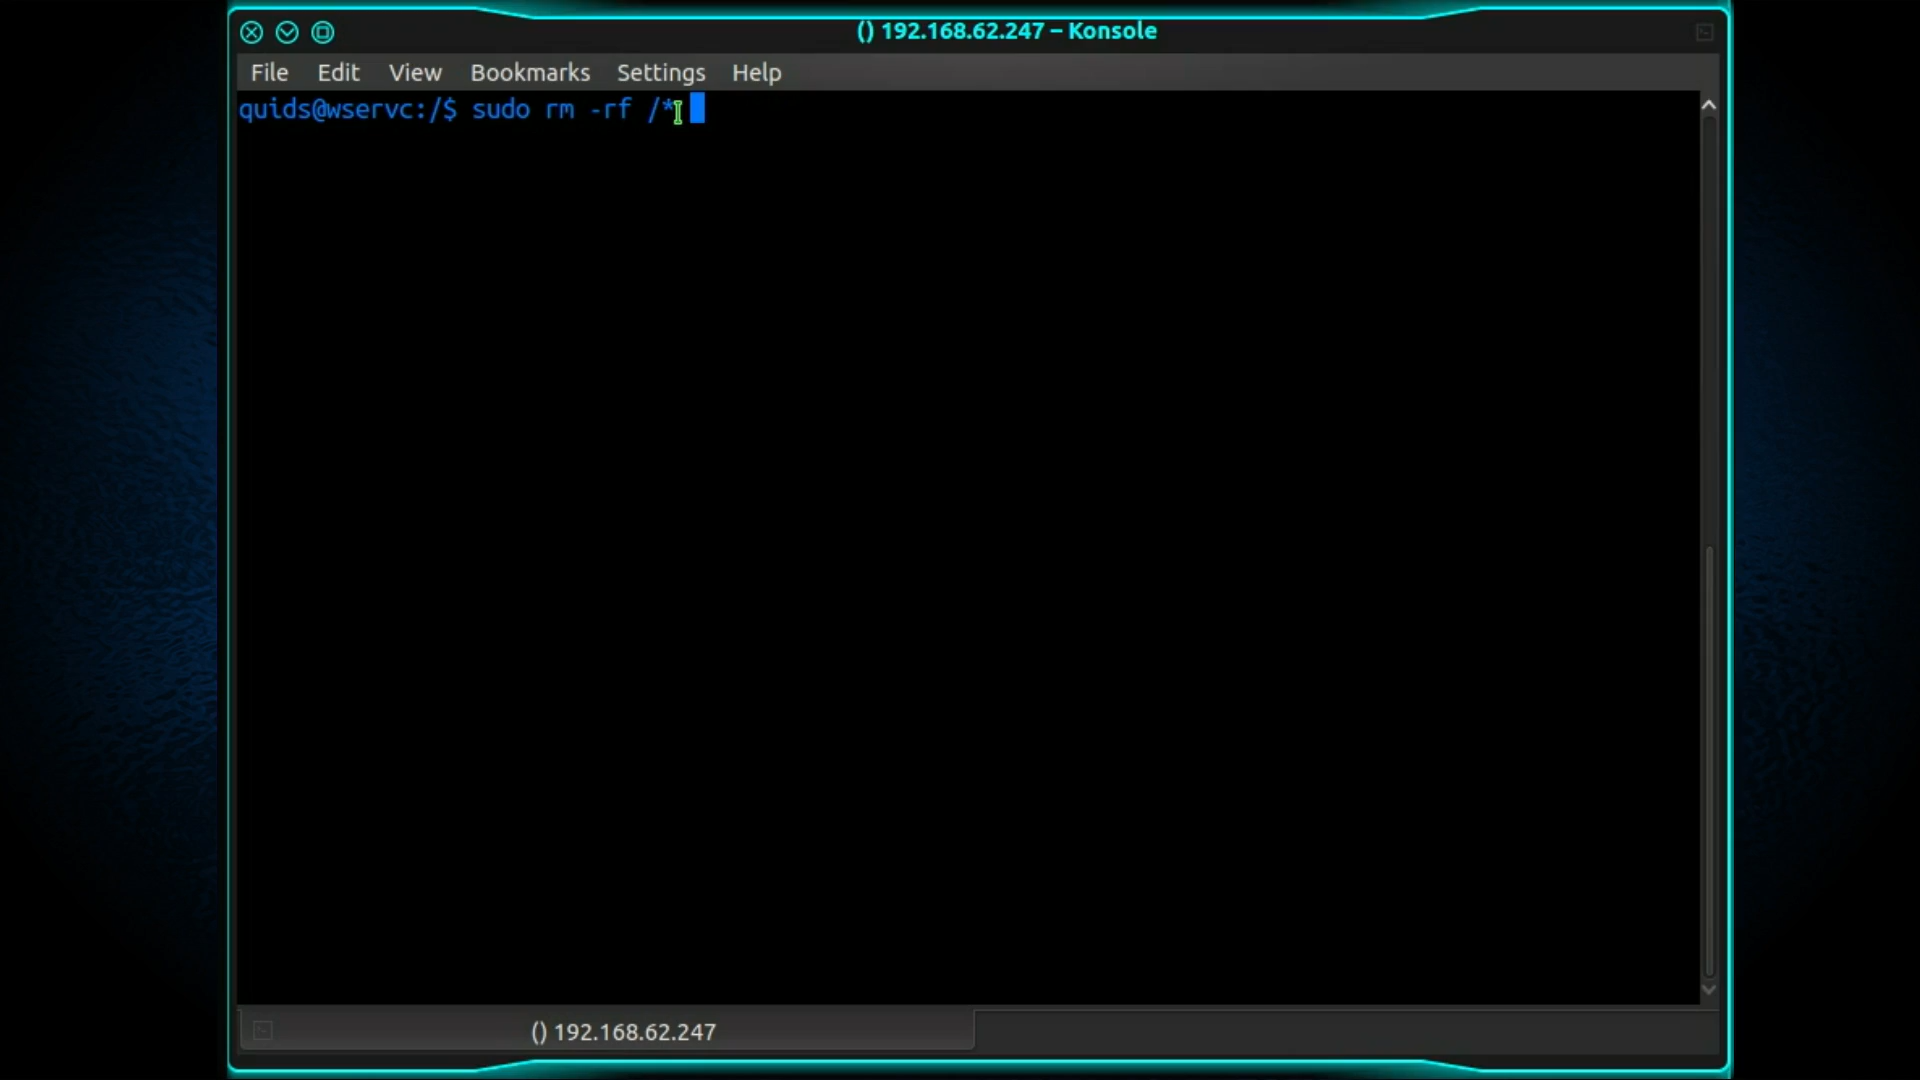 () 192.168.62.247 – Konsole
File Edit View Bookmarks Settings Help
quids@wservc:/$ sudo rm -rf /*
() 192.168.62.247